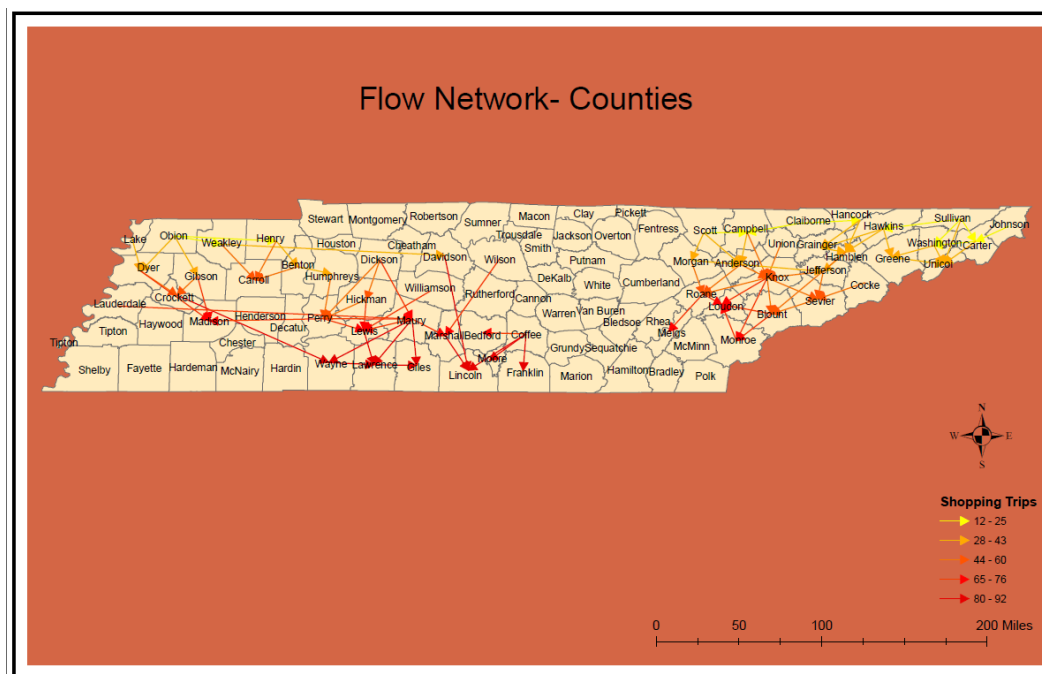 Flow Network- Counties
Stewart
Montgomery
Robertson
Sumner
Macon
Clay
Pickett
Lake
Obion
Weakley
Henry
Houston
Cheatham
Davidson
Wilson
Trousdale
Smith
Jackson
Overton
Fentress
Scott
Campbell
Claiborne
Hancock
Hawkins
Sullivan
Johnson
Dyer
Gibson
Carroll
Benton
Humphreys
Dickson
Hickman
Williamson
Rutherford
Cannon
DeKalb
Putnam
White
Cumberland
Morgan
Anderson
Union
Grainger
Hamblen
Jefferson
Greene
Washington
Unicoi
Carter
Lauderdale
Crockett
Haywood
Madison
Henderson
Decatur
Perry
Lewis
Maury
Marshall
Bedford
Coffee
Warren
Van Buren
Bledsoe
Rhea
Meigs
Roane
Loudon
Knox
Blount
Sevier
Cocke
Tipton
Tipton
Shelby
Fayette
Hardeman
Chester
McNairy
Hardin
Wayne
Lawrence
Giles
Lincoln
Moore
Franklin
Grundy
Sequatchie
Marion
Hamilton
Bradley
McMinn
Monroe
Polk
N
W
E
S
Shopping Trips
12 - 25
28 - 43
44 - 60
65 - 76
80 - 92
0 50 100 200 Miles